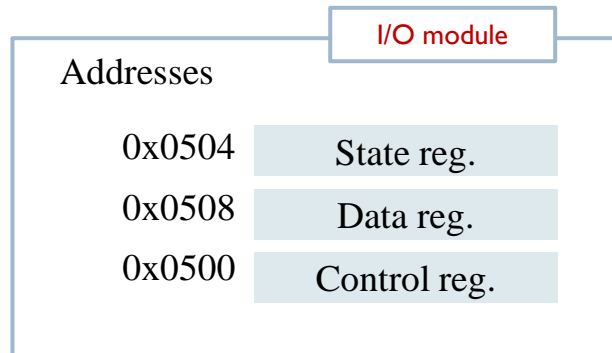 I/O module
Addresses
0x0504 State reg.
0x0508 Data reg.
0x0500 Control reg.